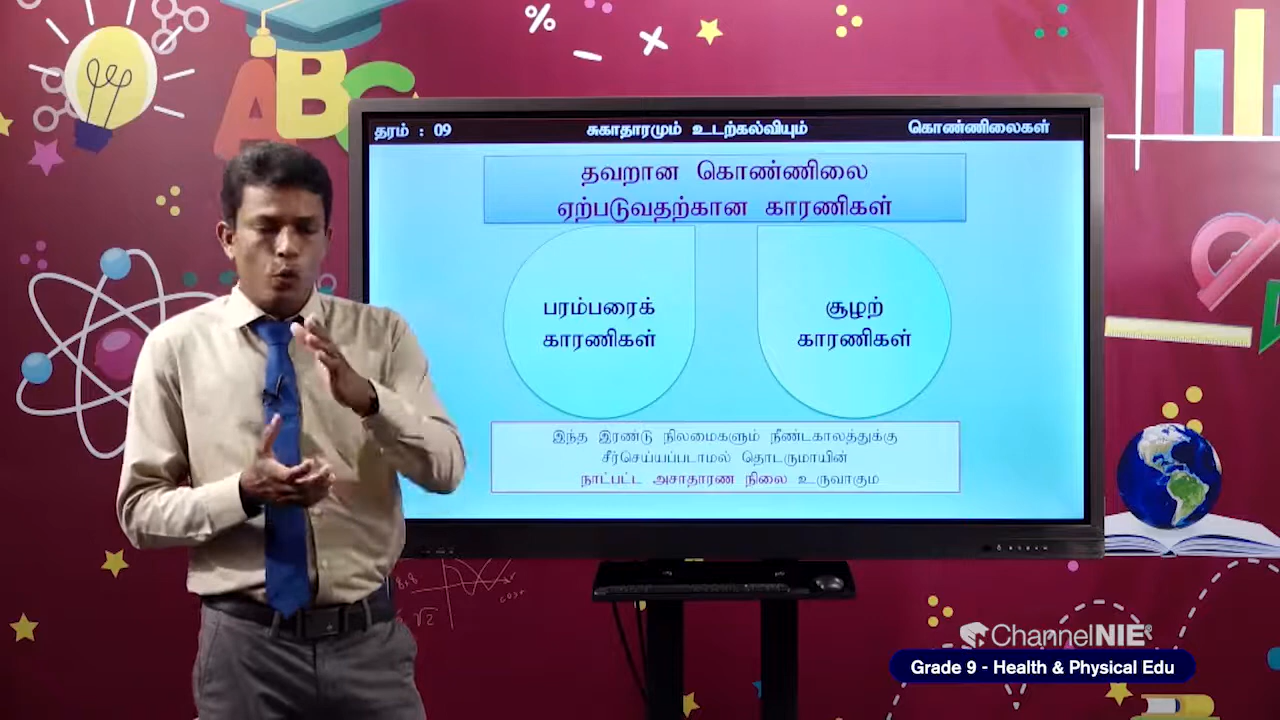 ABC
%
தரம் : 09 சுகாதாரமும் உடற்கல்வியும் கொண்ணிலைகள்
தவறான கொண்ணிலை
ஏற்படுவதற்கான காரணிகள்
பரம்பரைக்
காரணிகள்
சூழற்
காரணிகள்
இந்த இரண்டு நிலமைகளும் நீண்டகாலத்துக்கு
சீர்செய்யப்படாமல் தொடருமாயின்
நாட்பட்ட அசாதாரண நிலை உருவாகும
√2
ChannelNIE
Grade 9 - Health & Physical Edu